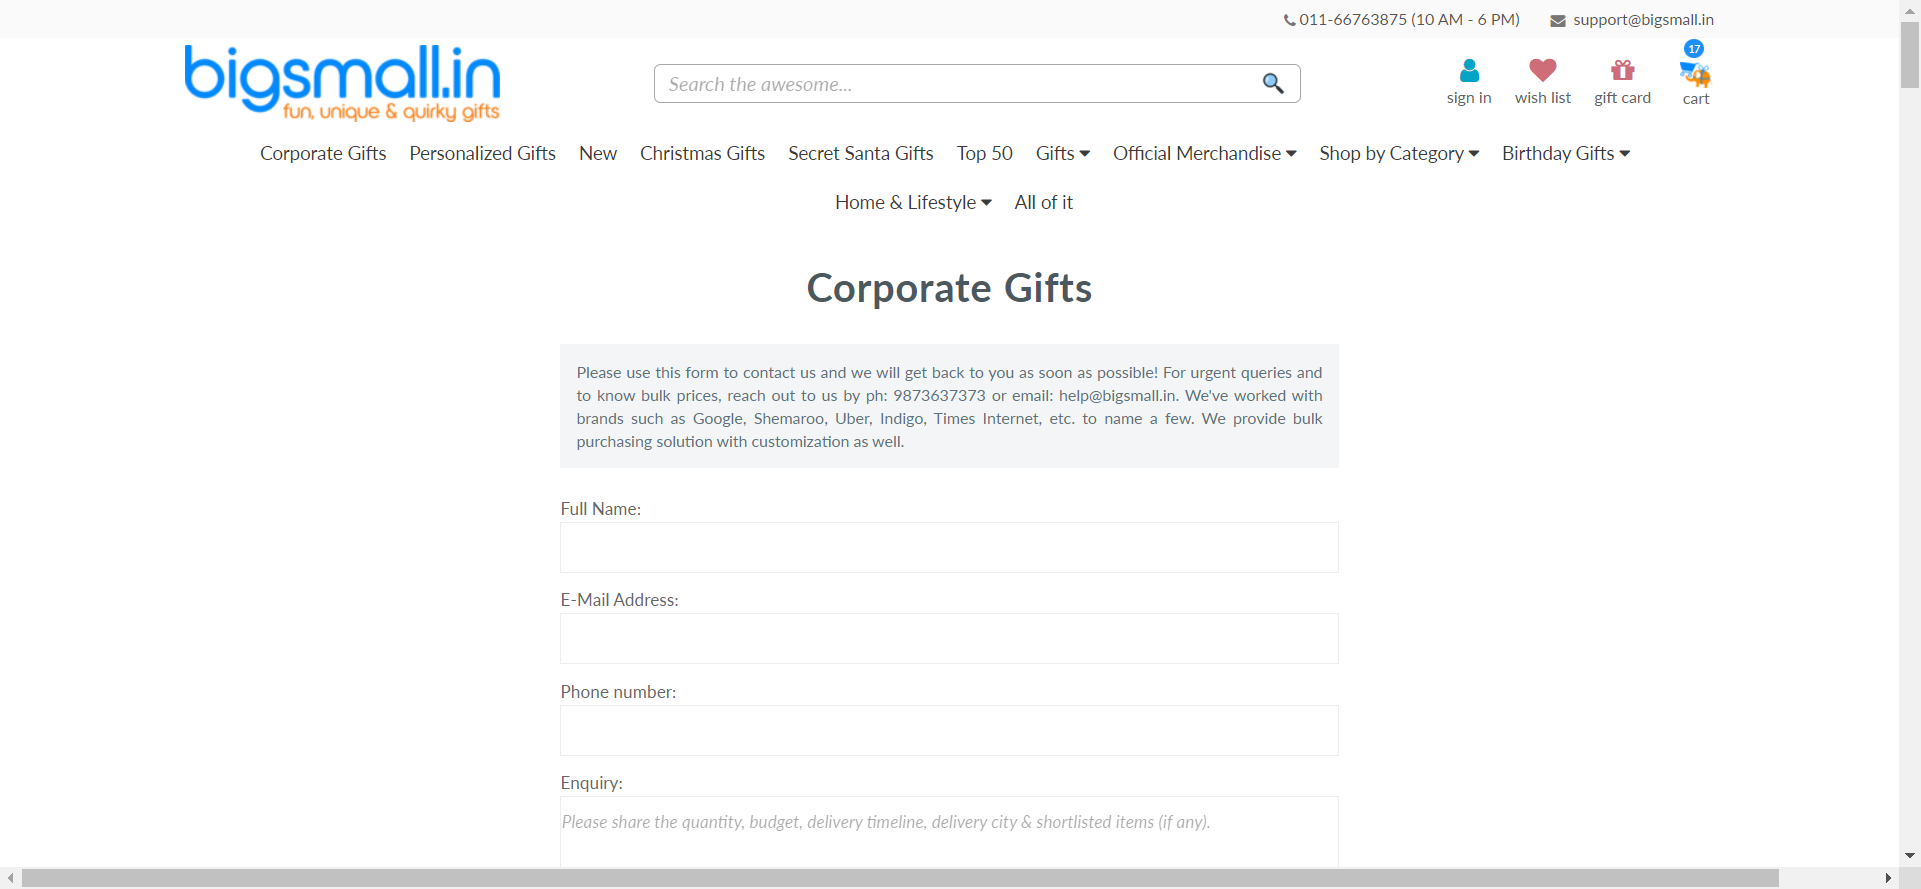 011-66763875 (10 AM - 6 PM) support@bigsmall.in
bigsmall.in
fun, unique & quirky gifts
Search the awesome...
17
sign in wish list gift card cart
Corporate Gifts Personalized Gifts New Christmas Gifts Secret Santa Gifts Top 50 Gifts Official Merchandise Shop by Category Birthday Gifts
Home & Lifestyle All of it
Corporate Gifts
Please use this form to contact us and we will get back to you as soon as possible! For urgent queries and
to know bulk prices, reach out to us by ph: 9873637373 or email: help@bigsmall.in. We've worked with
brands such as Google, Shemaroo, Uber, Indigo, Times Internet, etc. to name a few. We provide bulk
purchasing solution with customization as well.
Full Name:
E-Mail Address:
Phone number:
Enquiry:
Please share the quantity, budget, delivery timeline, delivery city & shortlisted items (if any).